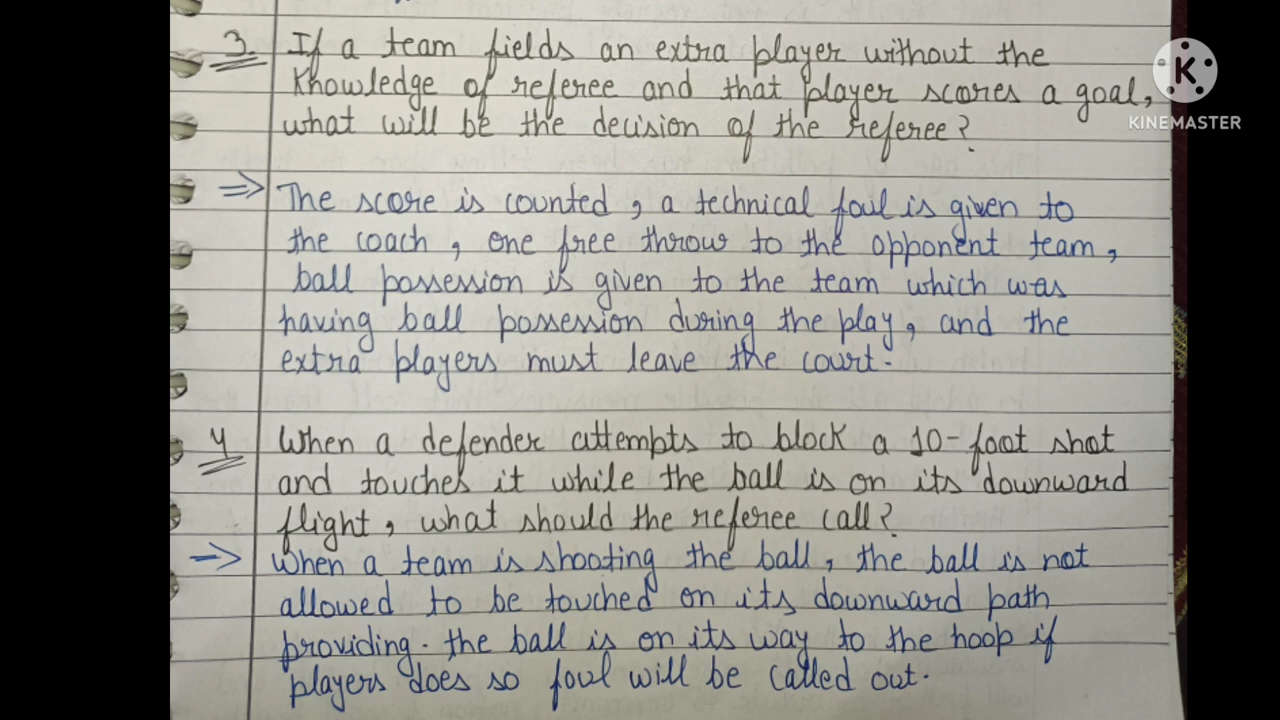 3. If a team fields an extra player without the
Knowledge of referee and that player scores a goal,
what will be the decision of the referee?
⇒ The score is counted, a technical foul is given to
the coach, one free throw to the opponent team,
ball possession is given to the team which was
having ball possession during the play, and the
extra players must leave the court.
4 When a defender attempts to block a 10-foot shot
and touches it while the ball is on its downward
flight, what should the referee call?
→ When a team is shooting the ball, the ball is not
allowed to be touched on its downward path
providing. the ball is on its way to the hoop if
players does so foul will be called out.
K
KINEMASTER